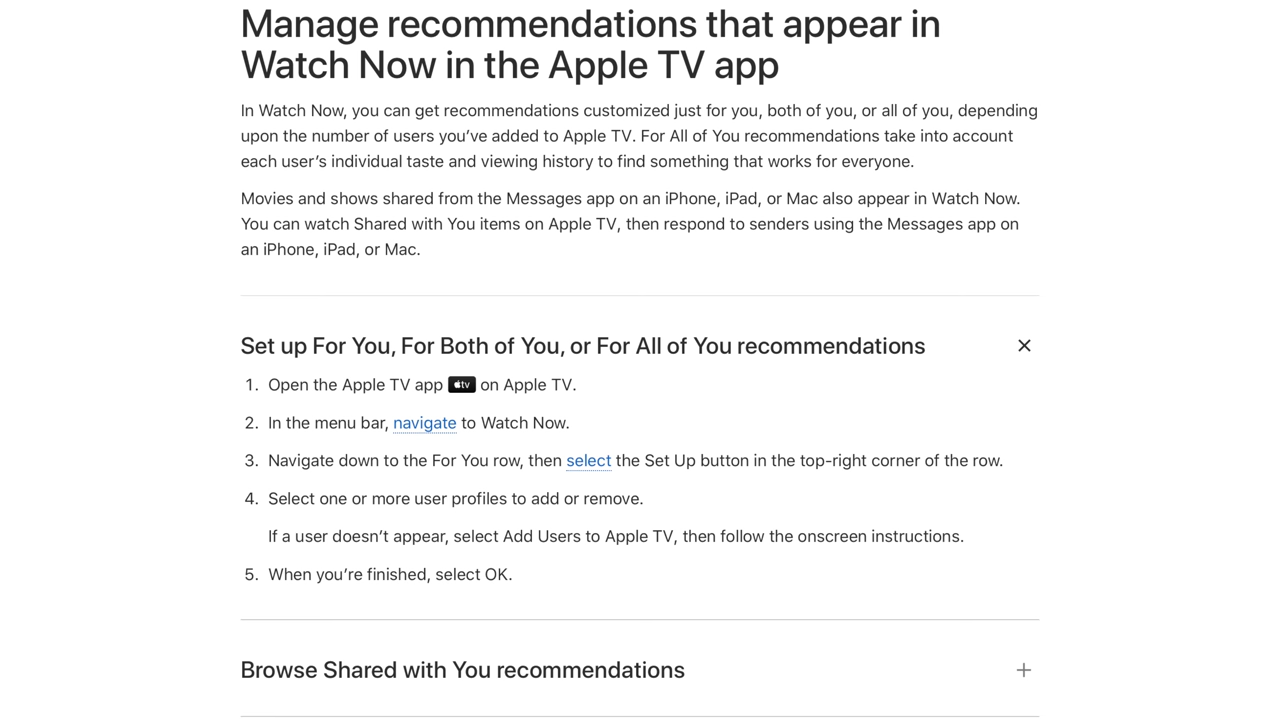 Manage recommendations that appear in
Watch Now in the Apple TV app
In Watch Now, you can get recommendations customized just for you, both of you, or all of you, depending
upon the number of users you’ve added to Apple TV. For All of You recommendations take into account
each user’s individual taste and viewing history to find something that works for everyone.
Movies and shows shared from the Messages app on an iPhone, iPad, or Mac also appear in Watch Now.
You can watch Shared with You items on Apple TV, then respond to senders using the Messages app on
an iPhone, iPad, or Mac.
Set up For You, For Both of You, or For All of You recommendations
1. Open the Apple TV app tv on Apple TV.
2. In the menu bar, navigate to Watch Now.
3. Navigate down to the For You row, then select the Set Up button in the top-right corner of the row.
4. Select one or more user profiles to add or remove.
If a user doesn’t appear, select Add Users to Apple TV, then follow the onscreen instructions.
5. When you’re finished, select OK.
Browse Shared with You recommendations